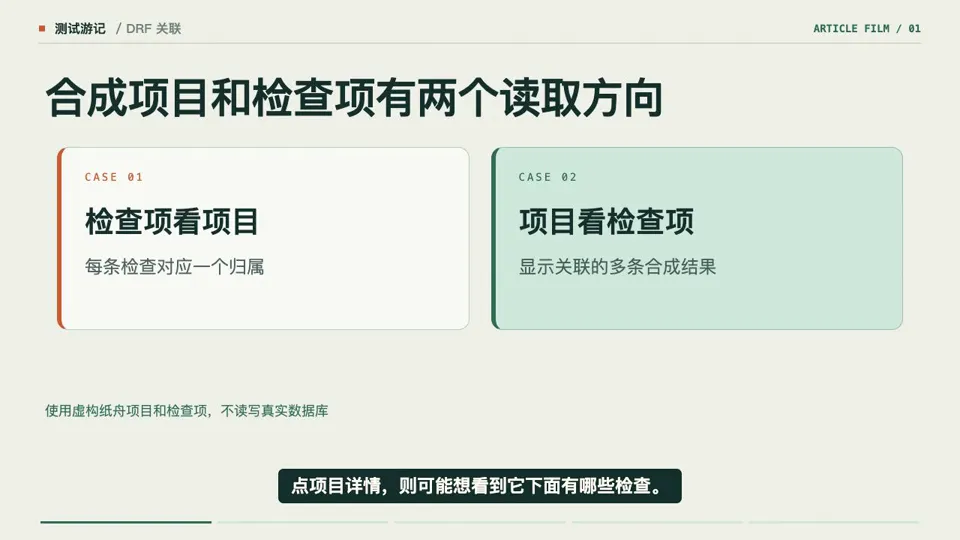 测试游记 / DRF 关联
ARTICLE FILM / 01
合成项目和检查项有两个读取方向
CASE 01
检查项看项目
每条检查对应一个归属
CASE 02
项目看检查项
显示关联的多条合成结果
使用虚构纸舟项目和检查项，不读写真实数据库
点项目详情，则可能想看到它下面有哪些检查。